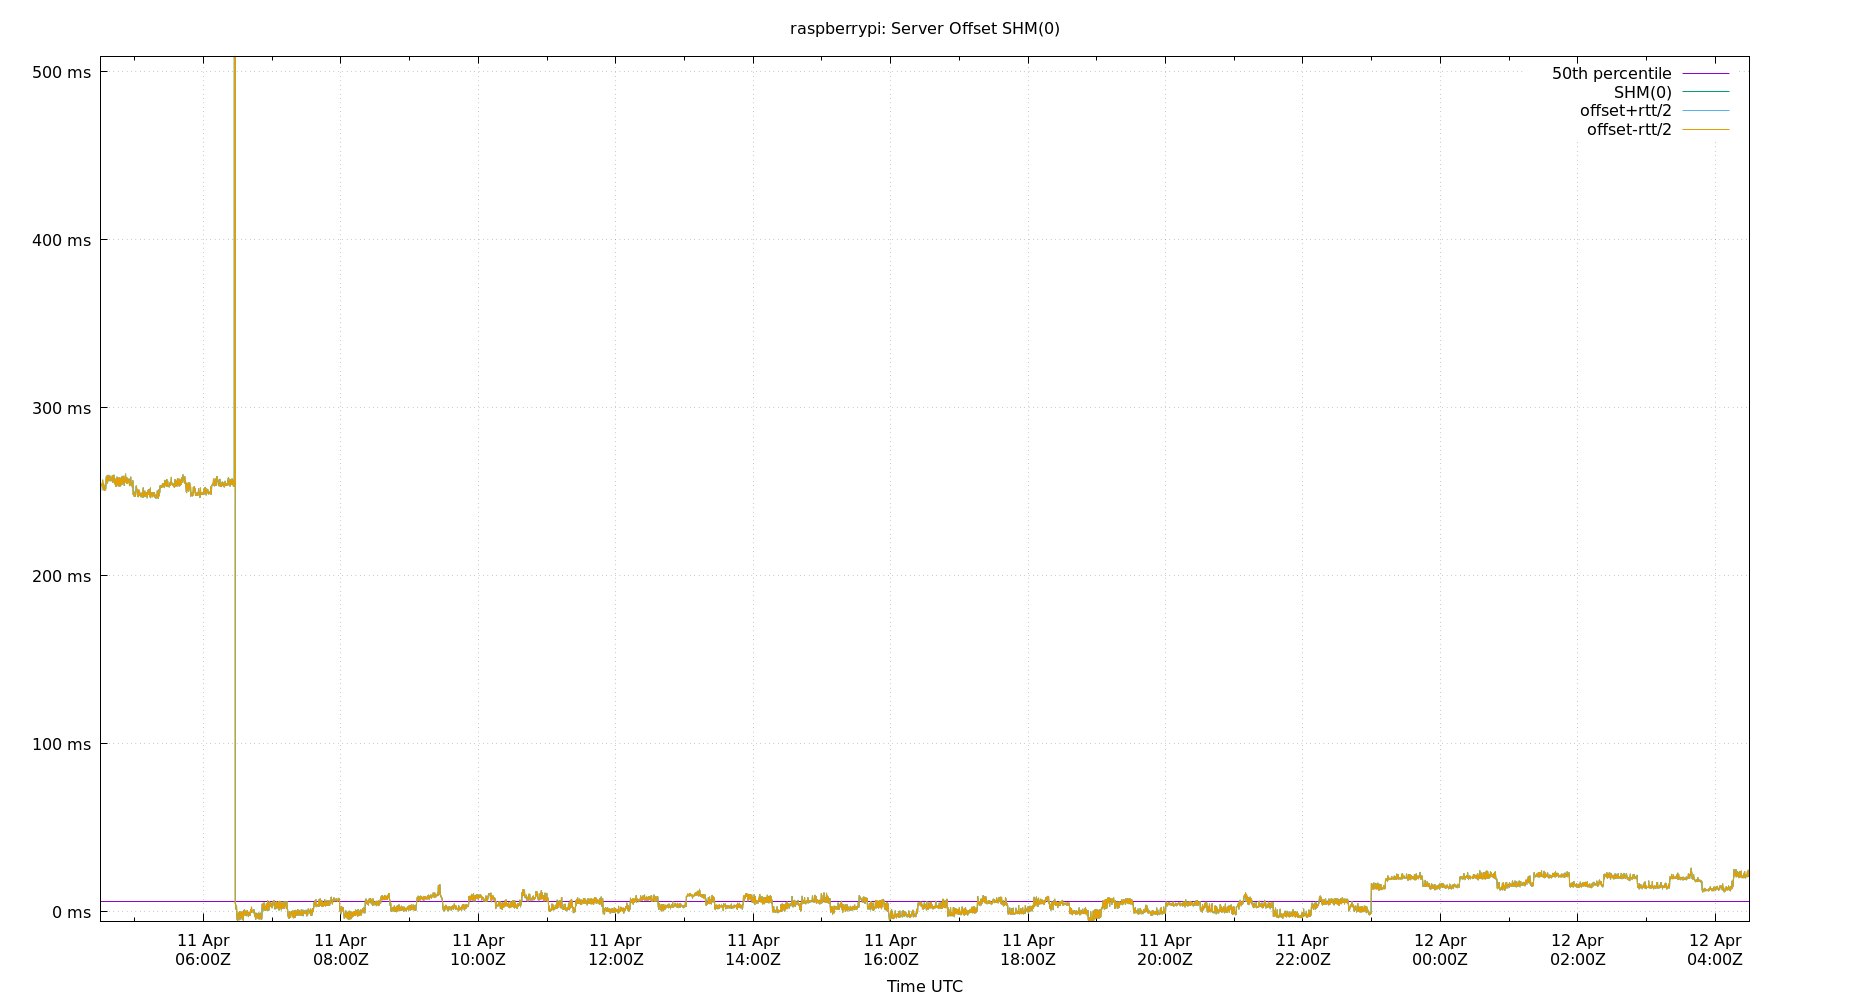 raspberrypi: Server Offset SHM(0)
50th percentile
SHM(0)
offset+rtt/2
offset-rtt/2
500 ms
400 ms
300 ms
200 ms
100 ms
0 ms
11 Apr 11 Apr 11 Apr 11 Apr 11 Apr 11 Apr 11 Apr 11 Apr 11 Apr 12 Apr 12 Apr 12 Apr
06:00Z 08:00Z 10:00Z 12:00Z 14:00Z 16:00Z 18:00Z 20:00Z 22:00Z 00:00Z 02:00Z 04:00Z
Time UTC